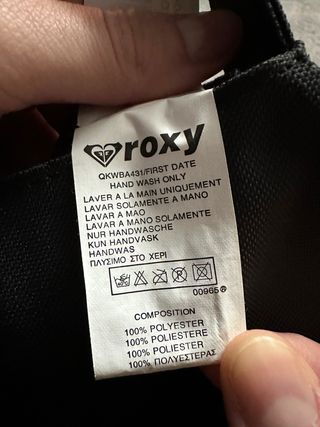 roxy
QKWBA431/FIRST DATE
HAND WASH ONLY
LAVER A LA MAIN UNIQUEMENT
LAVAR SOLAMENTE A MANO
LAVAR A MAO
LAVAR A MANO SOLAMENTE
NUR HANDWASCHE
KUN HANDVASK
HANDWAS
ΠΛΥΣΙΜΟ ΣΤΟ ΧΕΡΙ
00965®
COMPOSITION
100% POLYESTER
100% POLIESTERE
100% POLIESTER
100% ΠΟΛΥΕΣΤΕΡΑΣ